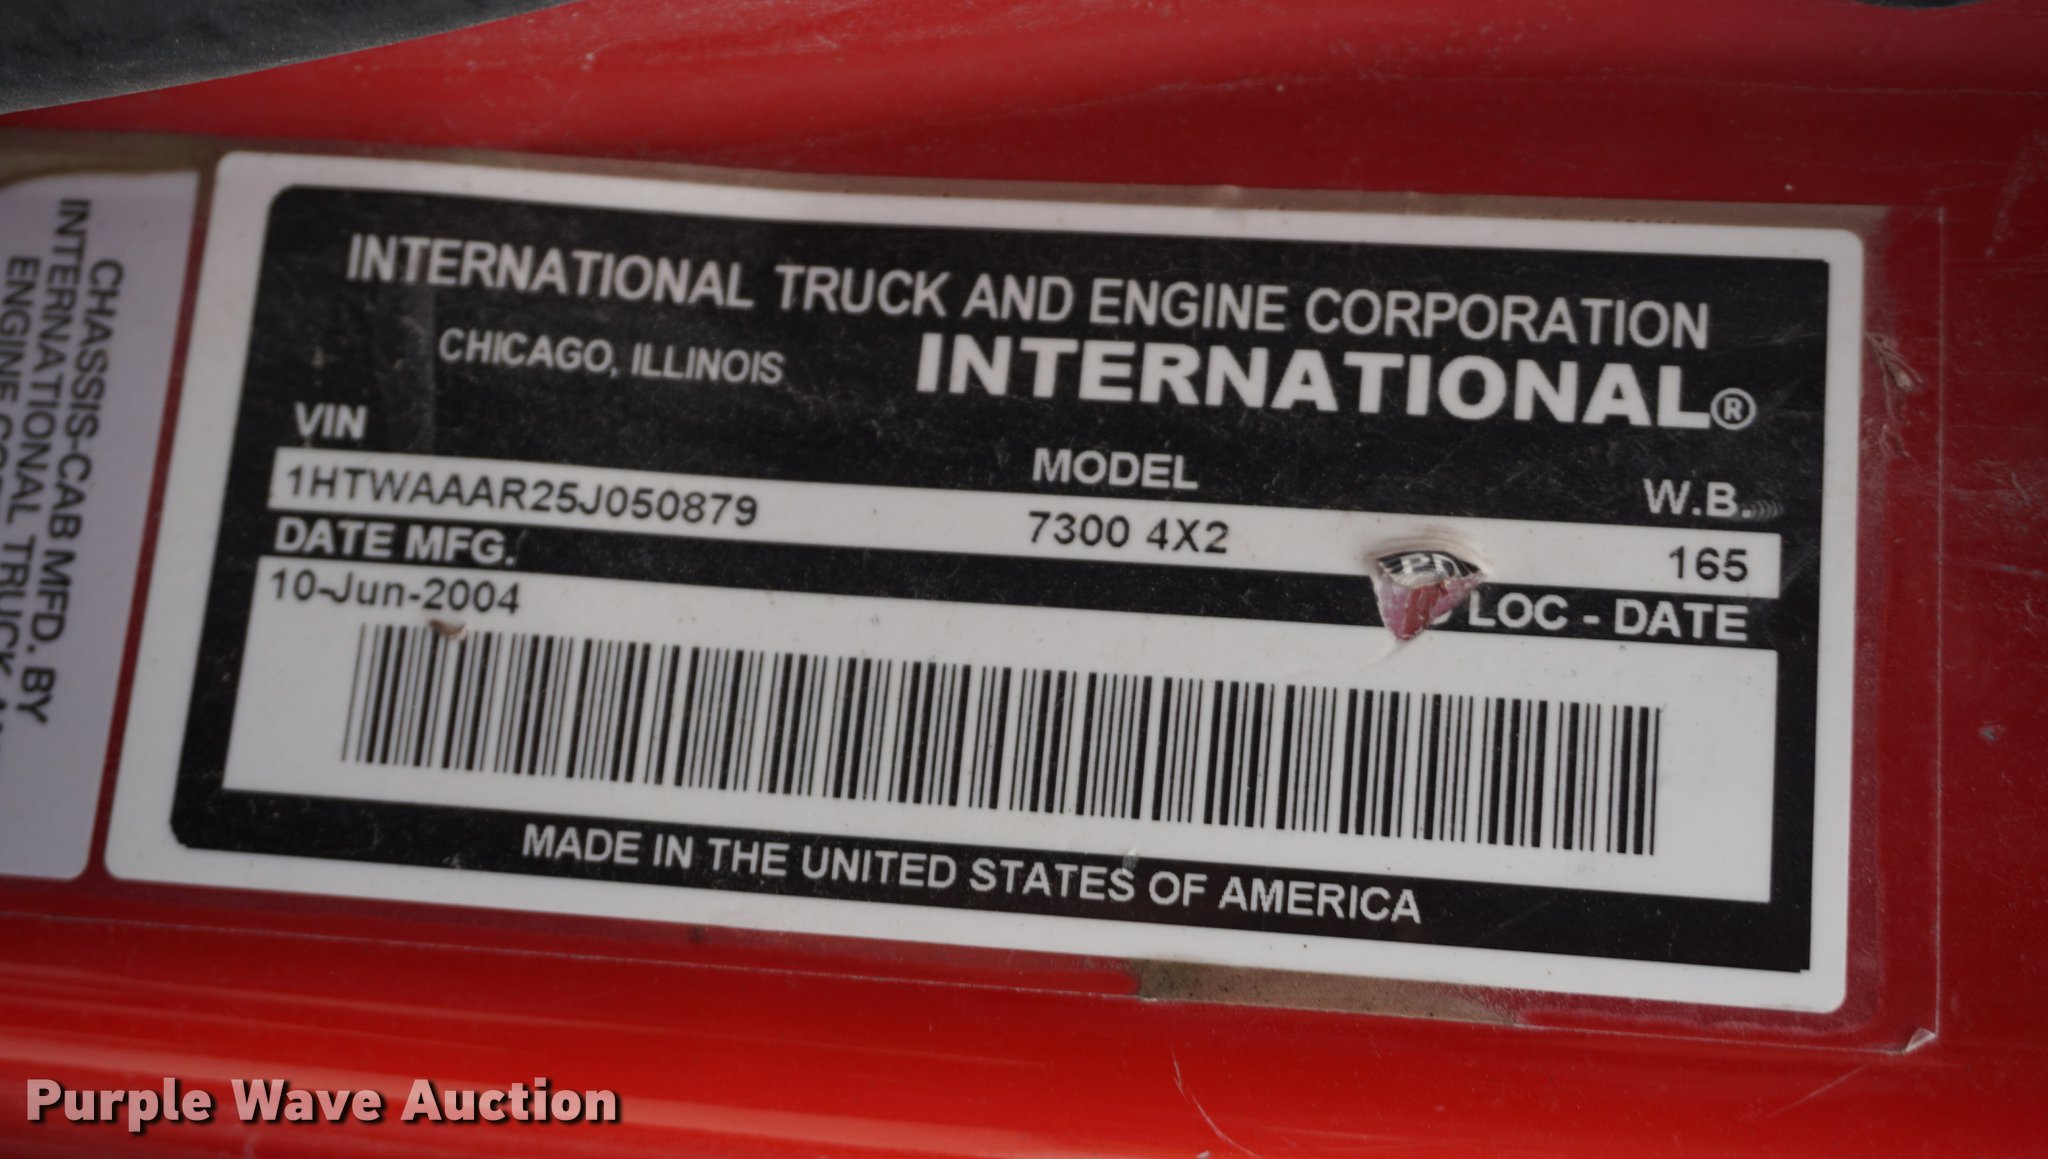 CHASSIS-CAB MFD. BY
INTERNATIONAL TRUCK
INTERNATIONAL TRUCK AND ENGINE CORPORATION
CHICAGO, ILLINOIS
INTERNATIONAL®
VIN
MODEL
W.B.
1HTWAAAR25J050879
7300 4X2
165
DATE MFG.
LOC - DATE
10-Jun-2004
MADE IN THE UNITED STATES OF AMERICA
Purple Wave Auction